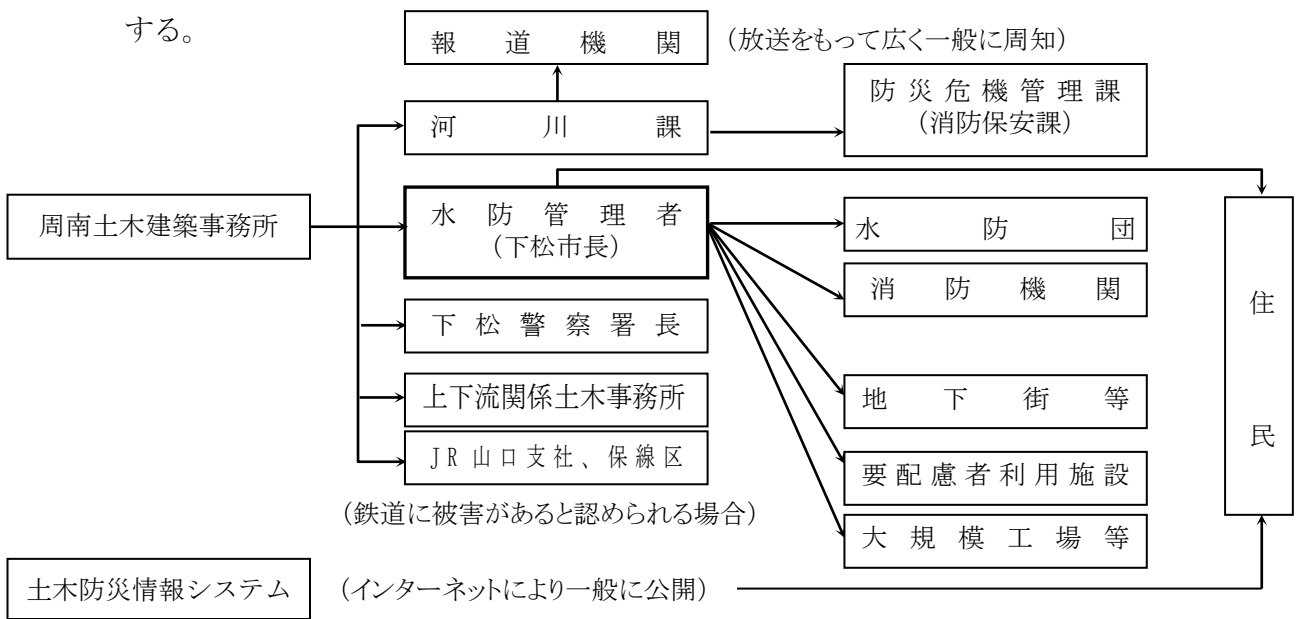 する。
報道機関
(放送をもって広く一般に周知)
防災危機管理課
(消防保安課)
河川課
周南土木建築事務所
水防管理者
(下松市長)
水防団
消防機関
下松警察署長
上下流関係土木事務所
地下街等
JR山口支社、保線区
要配慮者利用施設
(鉄道に被害があると認められる場合)
大規模工場等
住民
土木防災情報システム
(インターネットにより一般に公開)